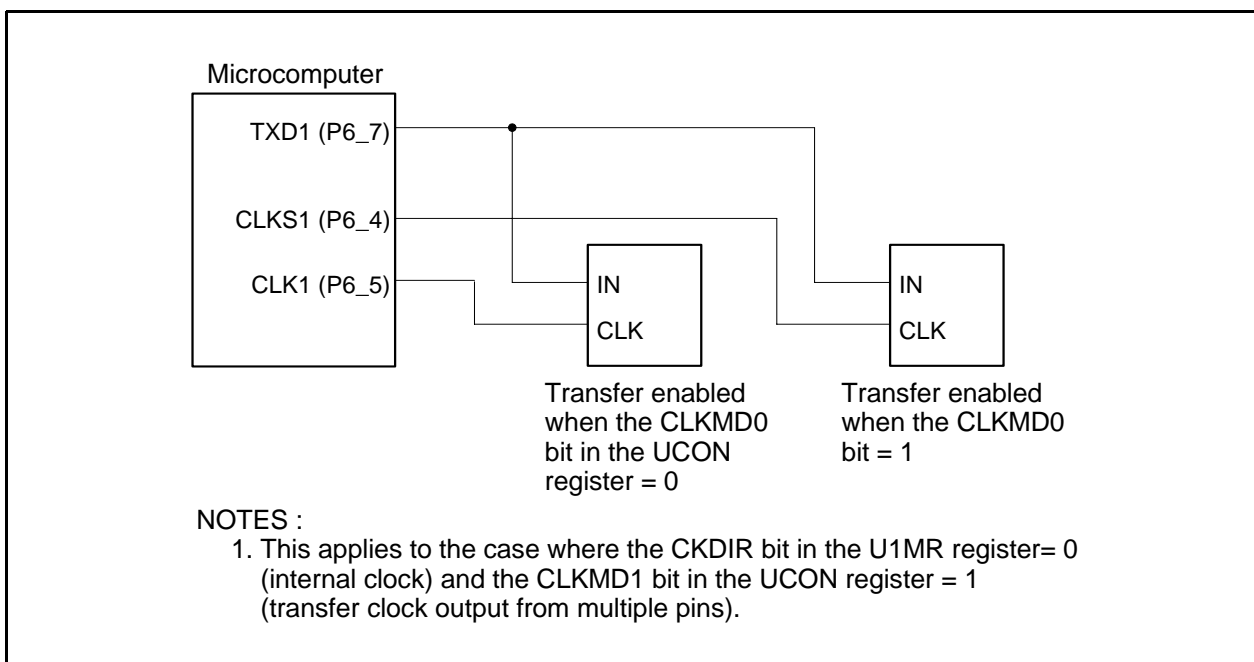 Microcomputer
TXD1 (P6_7)
CLKS1 (P6_4)
CLK1 (P6_5)
IN
CLK
IN
CLK
Transfer enabled
when the CLKMD0
bit in the UCON
register = 0
Transfer enabled
when the CLKMD0
bit = 1
NOTES :
1. This applies to the case where the CKDIR bit in the U1MR register= 0
(internal clock) and the CLKMD1 bit in the UCON register = 1
(transfer clock output from multiple pins).